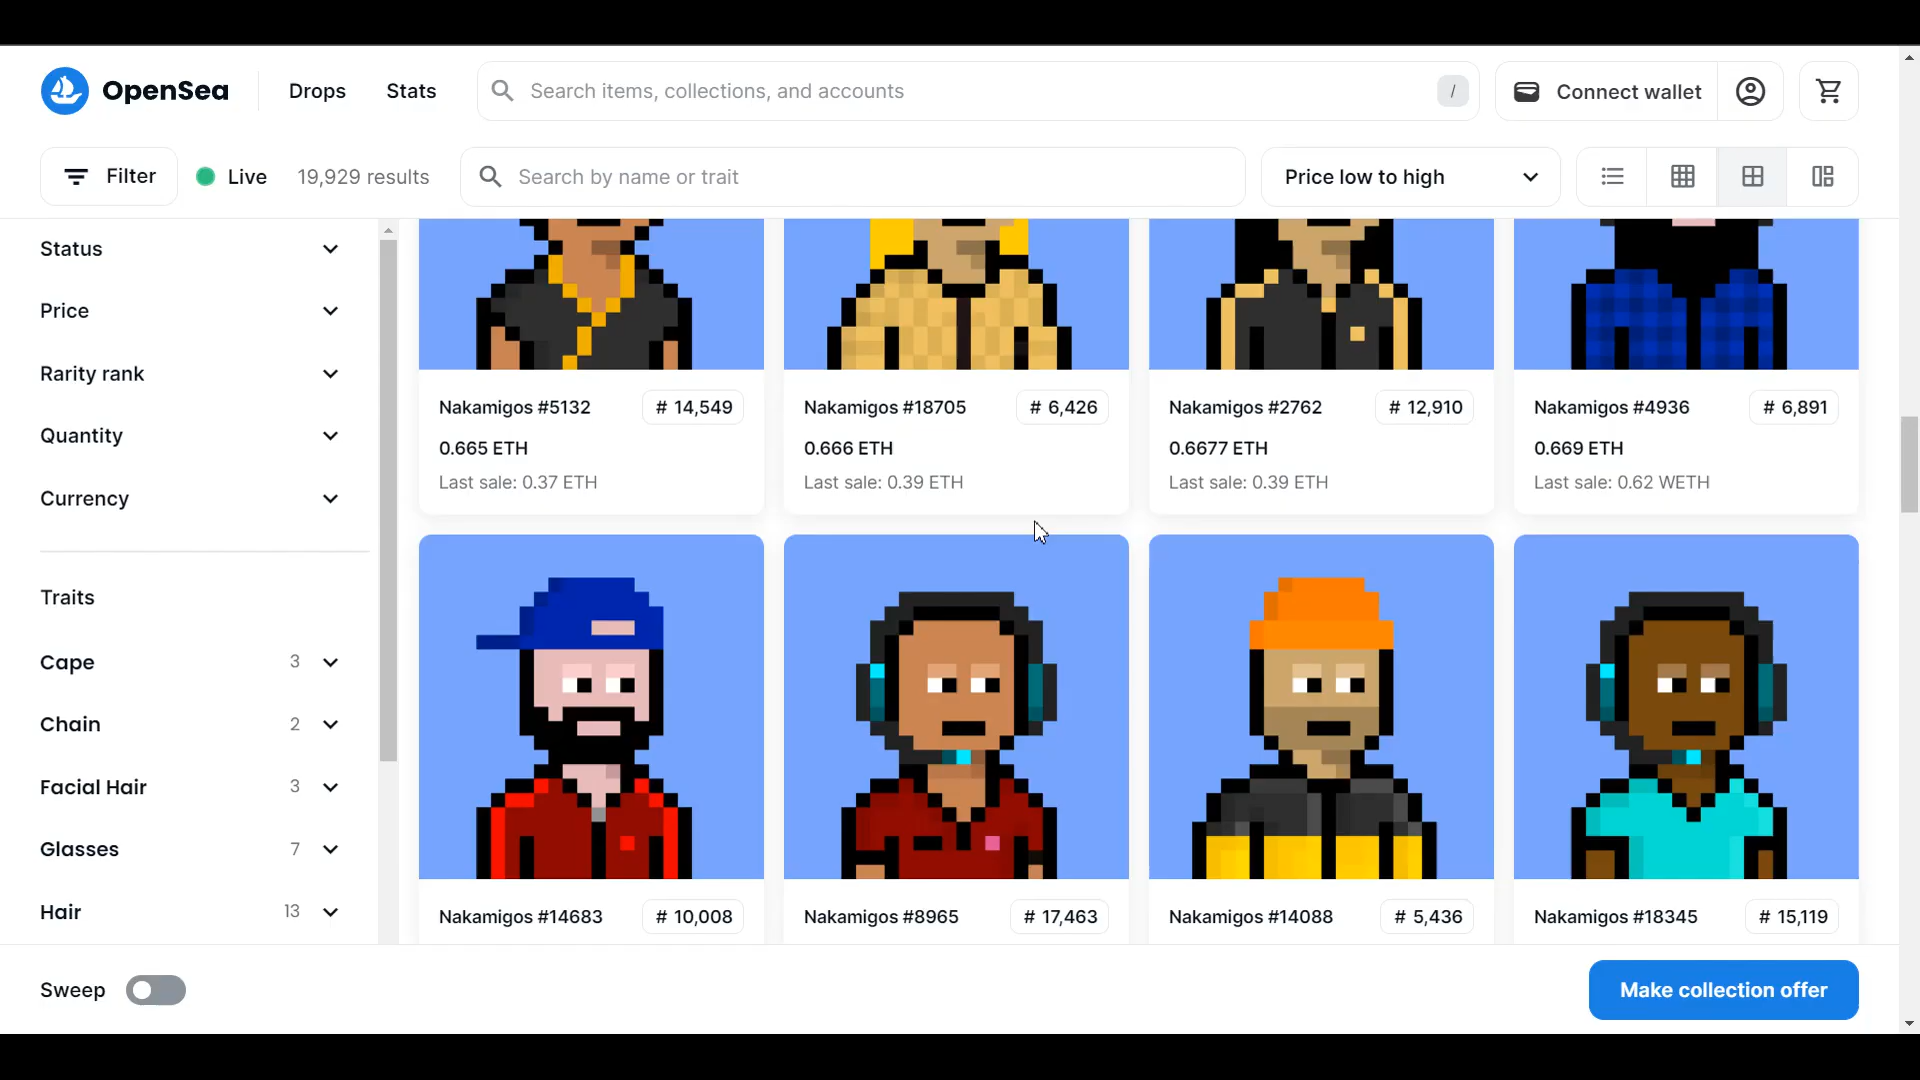 OpenSea Drops Stats Search items, collections, and accounts / Connect wallet
Filter Live 19,929 results Search by name or trait Price low to high
Status
Price
Rarity rank
Quantity
Currency
Traits
Cape 3
Chain 2
Facial Hair 3
Glasses 7
Hair 13
Nakamigos #5132 # 14,549
0.665 ETH
Last sale: 0.37 ETH
Nakamigos #18705 # 6,426
0.666 ETH
Last sale: 0.39 ETH
Nakamigos #2762 # 12,910
0.6677 ETH
Last sale: 0.39 ETH
Nakamigos #4936 # 6,891
0.669 ETH
Last sale: 0.62 WETH
Nakamigos #14683 # 10,008
Nakamigos #8965 # 17,463
Nakamigos #14088 # 5,436
Nakamigos #18345 # 15,119
Sweep
Make collection offer